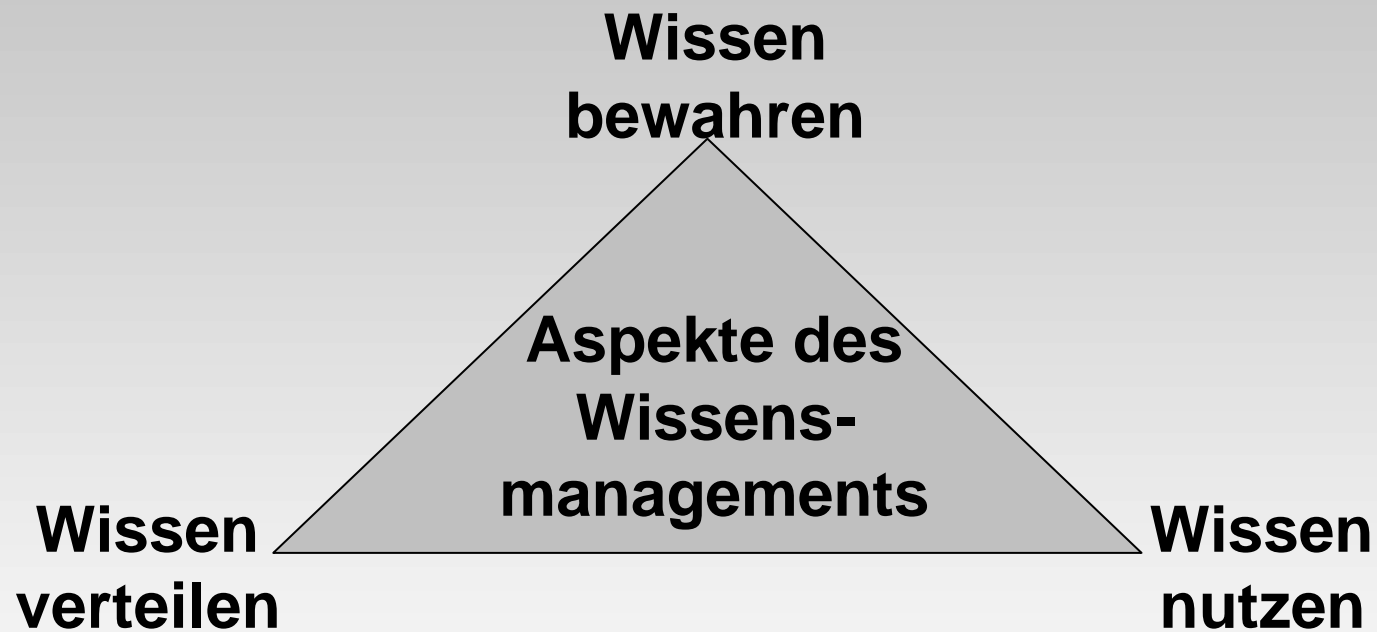 Wissen
bewahren
Aspekte des
Wissens-
managements
Wissen
verteilen
Wissen
nutzen